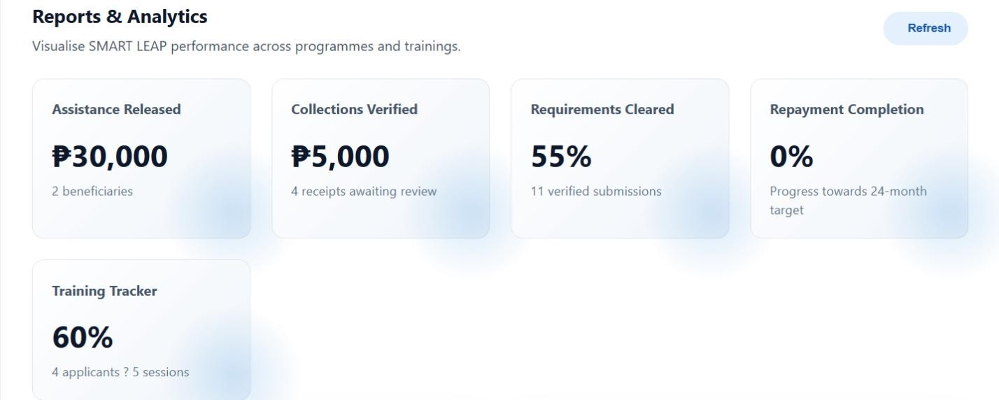 Reports & Analytics
Refresh
Visualise SMART LEAP performance across programmes and trainings.
Assistance Released
₱30,000
2 beneficiaries
Collections Verified
₱5,000
4 receipts awaiting review
Requirements Cleared
55%
11 verified submissions
Repayment Completion
0%
Progress towards 24-month
target
Training Tracker
60%
4 applicants ? 5 sessions